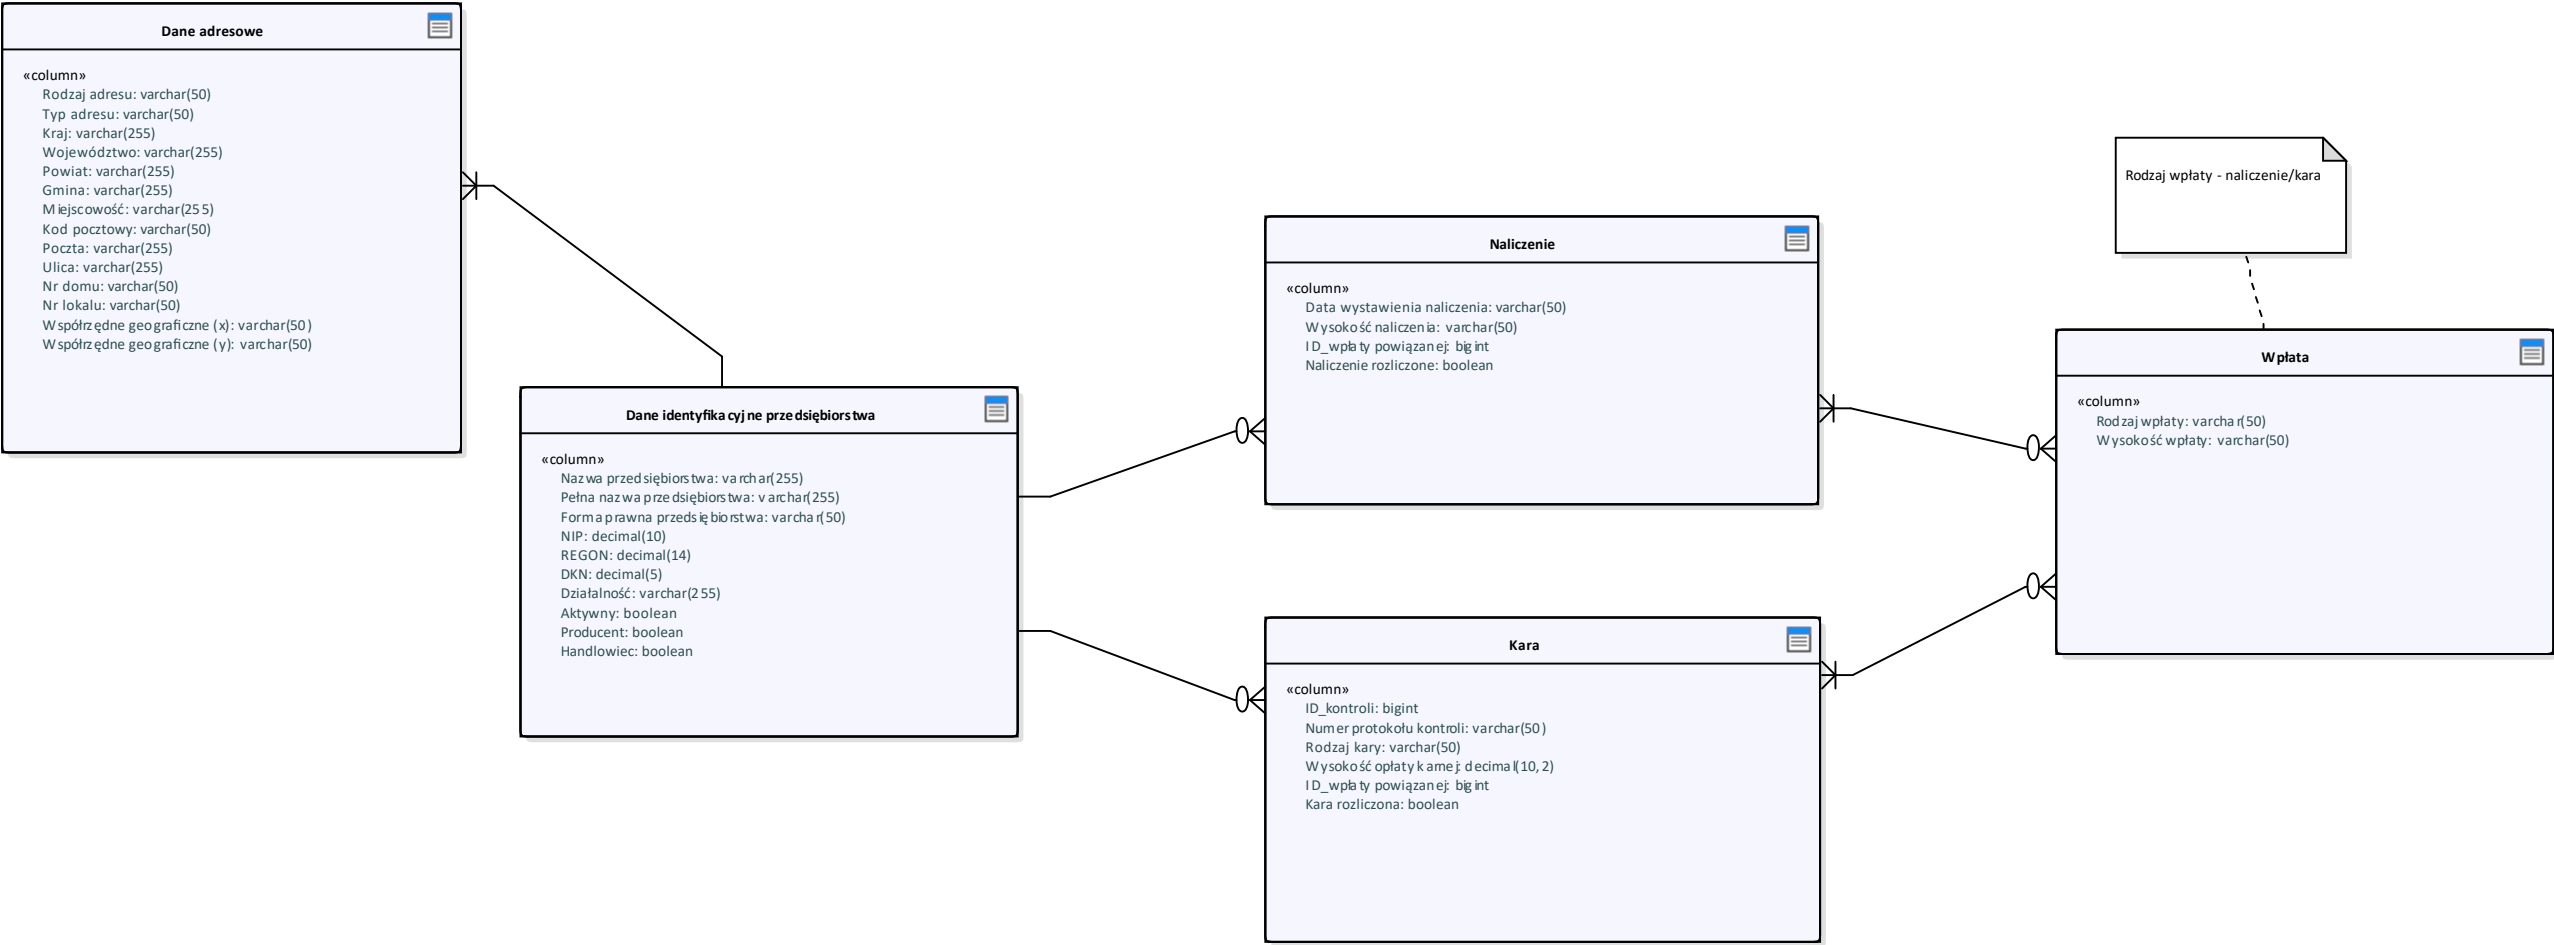 Dane adresowe
«column»
Rodzaj adresu: varchar(50)
Typ adresu: varchar(50)
Kraj: varchar(255)
Województwo: varchar(255)
Powiat: varchar(255)
Gmina: varchar(255)
Miejscowość: varchar(255)
Kod pocztowy: varchar(50)
Poczta: varchar(255)
Ulica: varchar(255)
Nr domu: varchar(50)
Nr lokalu: varchar(50)
Współrzędne geograficzne (x): varchar(50)
Współrzędne geograficzne (y): varchar(50)
Dane identyfikacyjne przedsiębiorstwa
«column»
Nazwa przedsiębiorstwa: varchar(255)
Pełna nazwa przedsiębiorstwa: varchar(255)
Forma prawna przedsiębiorstwa: varchar(50)
NIP: decimal(10)
REGON: decimal(14)
DKN: decimal(5)
Działalność: varchar(255)
Aktywny: boolean
Producent: boolean
Handlowiec: boolean
Naliczenie
«column»
Data wystawienia naliczenia: varchar(50)
Wysokość naliczenia: varchar(50)
ID_wpłaty powiązanej: bigint
Naliczenie rozliczone: boolean
Kara
«column»
ID_kontroli: bigint
Numer protokołu kontroli: varchar(50)
Rodzaj kary: varchar(50)
Wysokość opłaty karnej: decimal(10,2)
ID_wpłaty powiązanej: bigint
Kara rozliczona: boolean
Rodzaj wpłaty - naliczenie/kara
Wpłata
«column»
Rodzaj wpłaty: varchar(50)
Wysokość wpłaty: varchar(50)